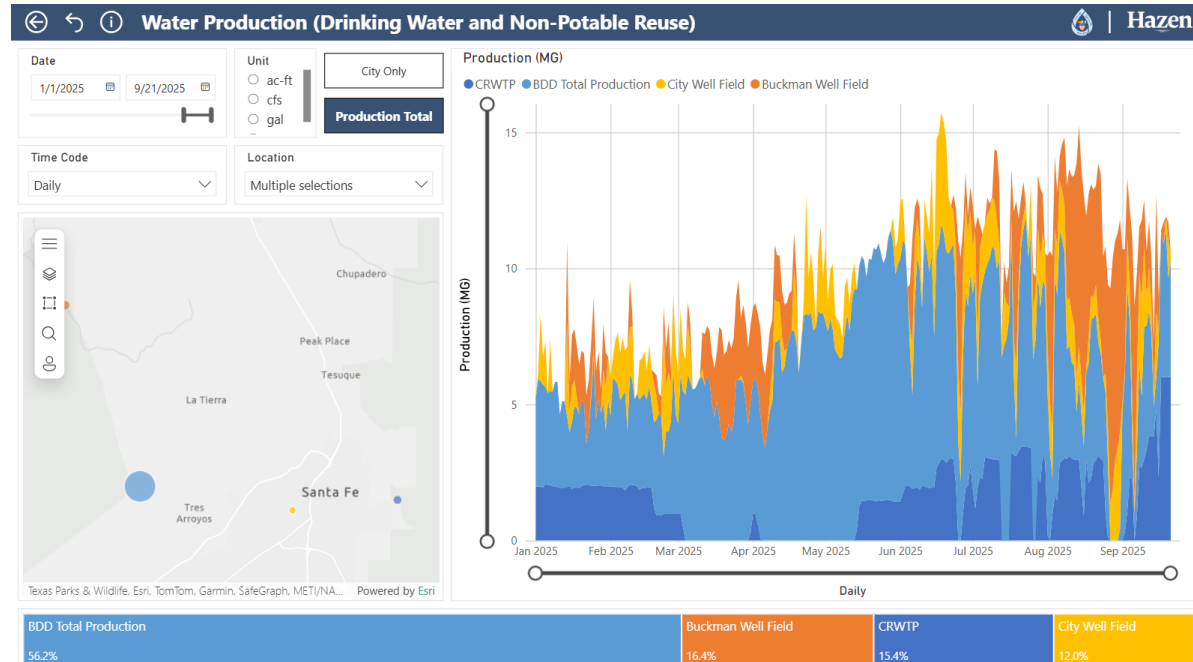 Water Production (Drinking Water and Non-Potable Reuse)
Hazen
Date
1/1/2025
9/21/2025
Unit
ac-ft
cfs
gal
City Only
Production Total
Time Code
Daily
Location
Multiple selections
Chupadero
Peak Place
Tesuque
La Tierra
Santa Fe
Tres
Arroyos
Texas Parks & Wildlife, Esri, TomTom, Garmin, SafeGraph, METI/NA... Powered by Esri
Production (MG)
CRWTP BDD Total Production City Well Field Buckman Well Field
Production (MG)
15
10
5
0
Jan 2025 Feb 2025 Mar 2025 Apr 2025 May 2025 Jun 2025 Jul 2025 Aug 2025 Sep 2025
Daily
BDD Total Production
56.2%
Buckman Well Field
16.4%
CRWTP
15.4%
City Well Field
12.0%